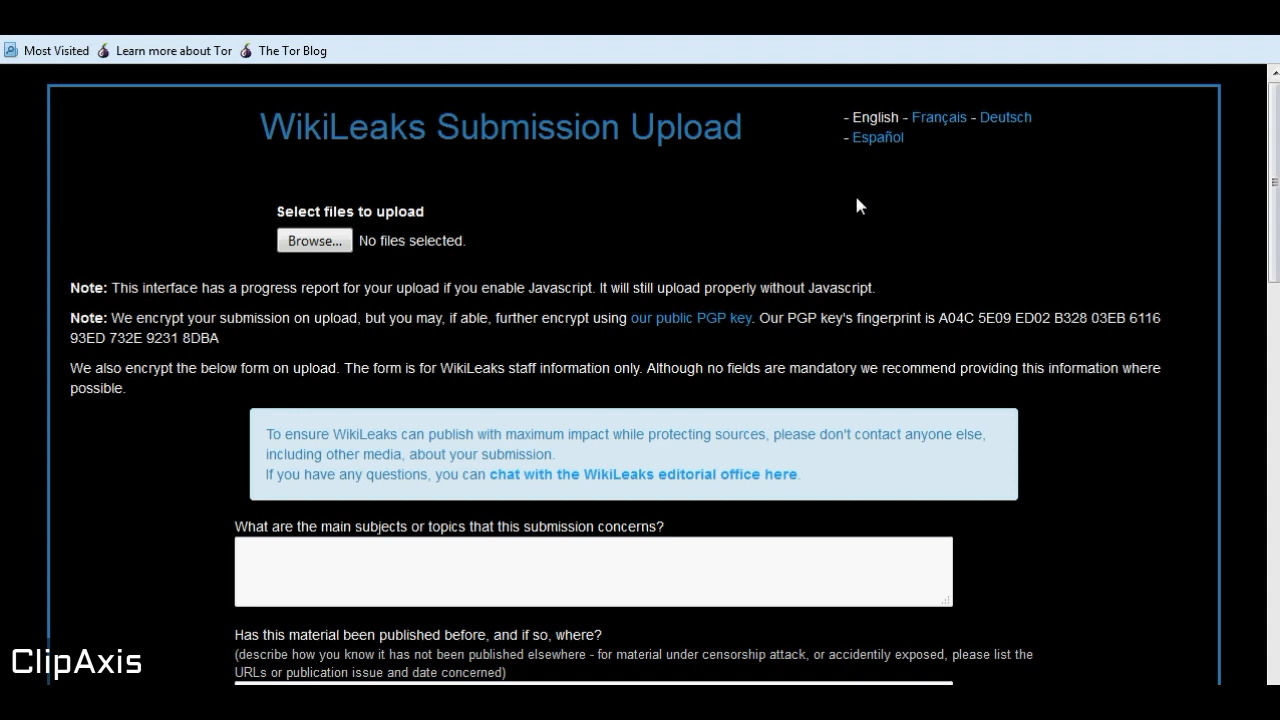 Most Visited Learn more about Tor The Tor Blog
WikiLeaks Submission Upload
- English - Français - Deutsch
- Español
Select files to upload
Browse... No files selected.
Note: This interface has a progress report for your upload if you enable Javascript. It will still upload properly without Javascript.
Note: We encrypt your submission on upload, but you may, if able, further encrypt using our public PGP key. Our PGP key's fingerprint is A04C 5E09 ED02 B328 03EB 6116
93ED 732E 9231 8DBA
We also encrypt the below form on upload. The form is for WikiLeaks staff information only. Although no fields are mandatory we recommend providing this information where
possible.
To ensure WikiLeaks can publish with maximum impact while protecting sources, please don't contact anyone else,
including other media, about your submission.
If you have any questions, you can chat with the WikiLeaks editorial office here.
What are the main subjects or topics that this submission concerns?
Has this material been published before, and if so, where?
(describe how you know it has not been published elsewhere - for material under censorship attack, or accidentily exposed, please list the
URLs or publication issue and date concerned)
ClipAxis